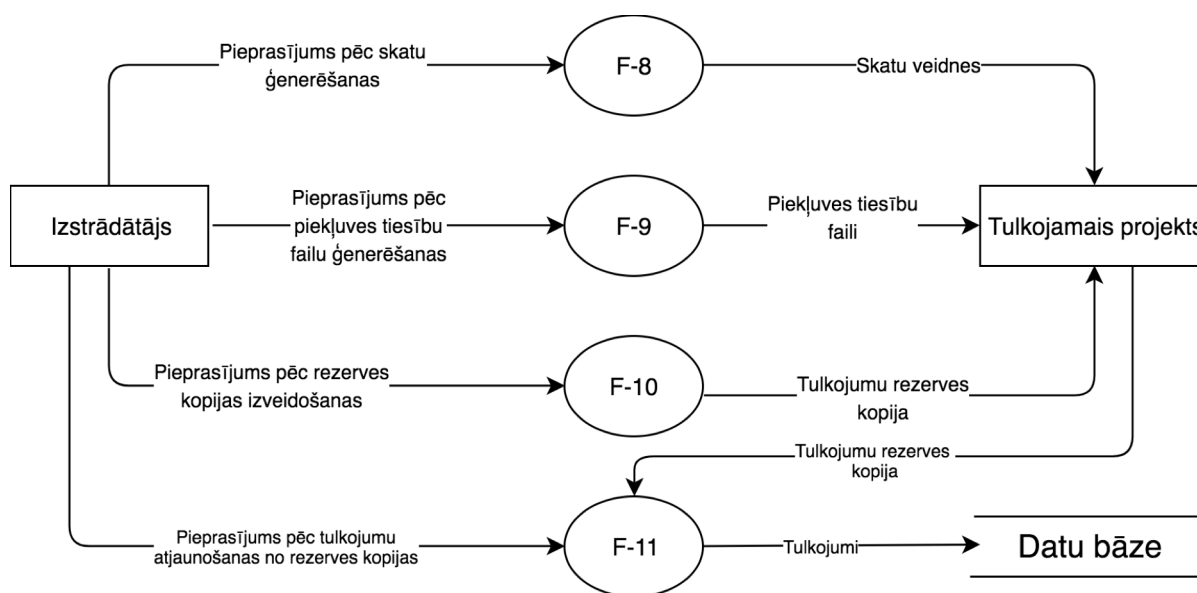 Pieprasījums pēc skatu
ģenerēšanas
F-8
Skatu veidnes
Izstrādātājs
Pieprasījums pēc
piekļuves tiesību
failu ģenerēšanas
F-9
Piekļuves tiesību
faili
Tulkojamais projekts
Pieprasījums pēc rezerves
kopijas izveidošanas
F-10
Tulkojumu rezerves
kopija
Tulkojumu rezerves
kopija
Pieprasījums pēc tulkojumu
atjaunošanas no rezerves kopijas
F-11
Tulkojumi
Datu bāze